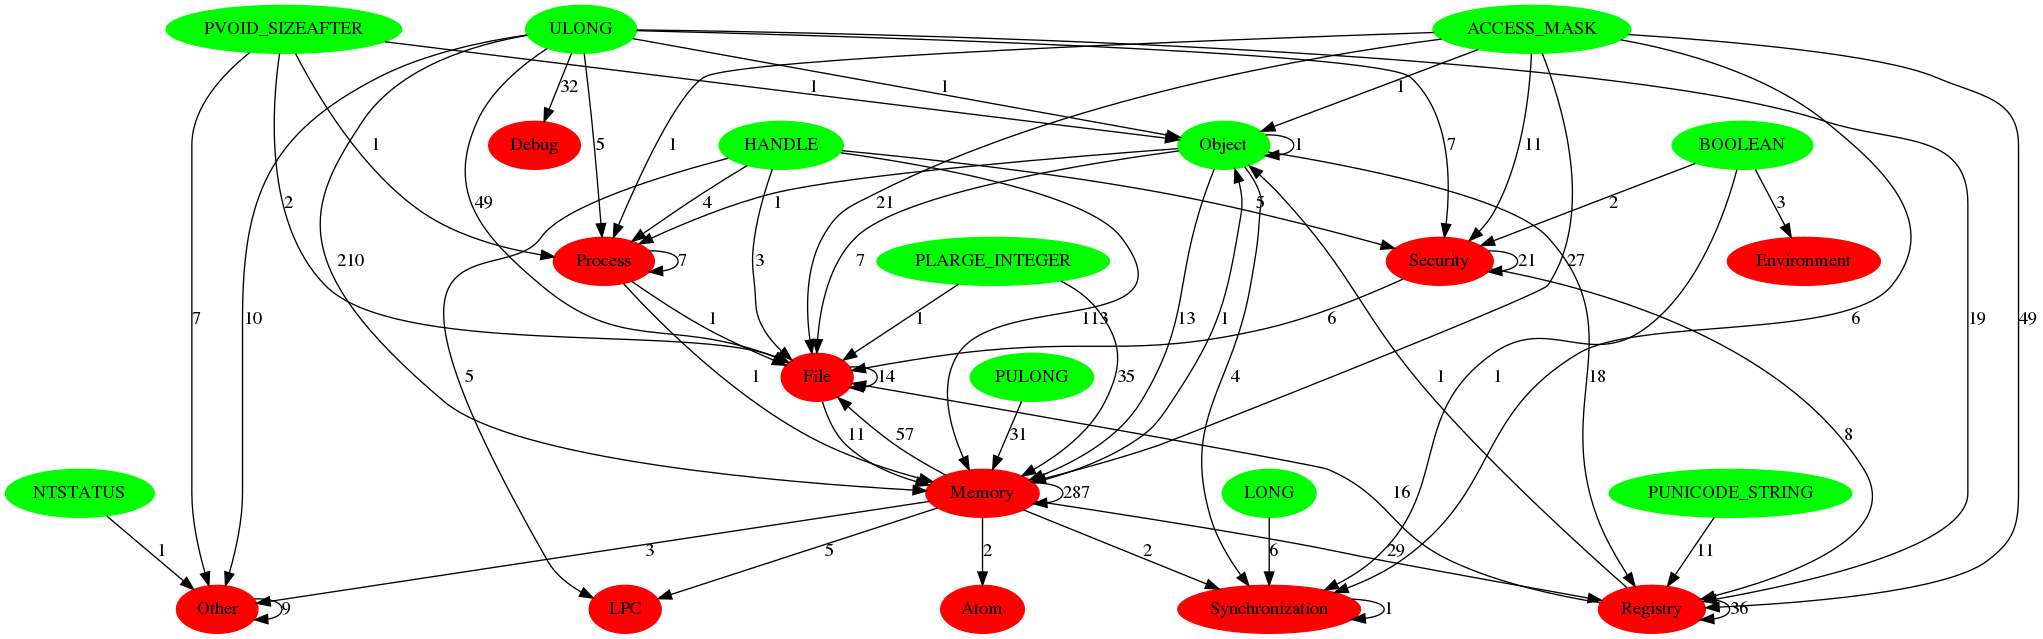 PVOID_SIZEAFTER
ULONG
ACCESS_MASK
32
1
1
1
HANDLE
Debug
Object
BOOLEAN
1
5
1
1
7
11
2
49
4
1
21
5
2
3
7
10
210
3
7
13
1
27
6
19
49
Process
7
PLARGE_INTEGER
Security
21
Environment
1
1
113
6
5
1
35
4
1
1
18
File
14
PULONG
11
57
31
8
NTSTATUS
Memory
287
LONG
16
PUNICODE_STRING
1
3
5
2
2
6
29
11
Other
9
LPC
Atom
Synchronization
1
Registry
36